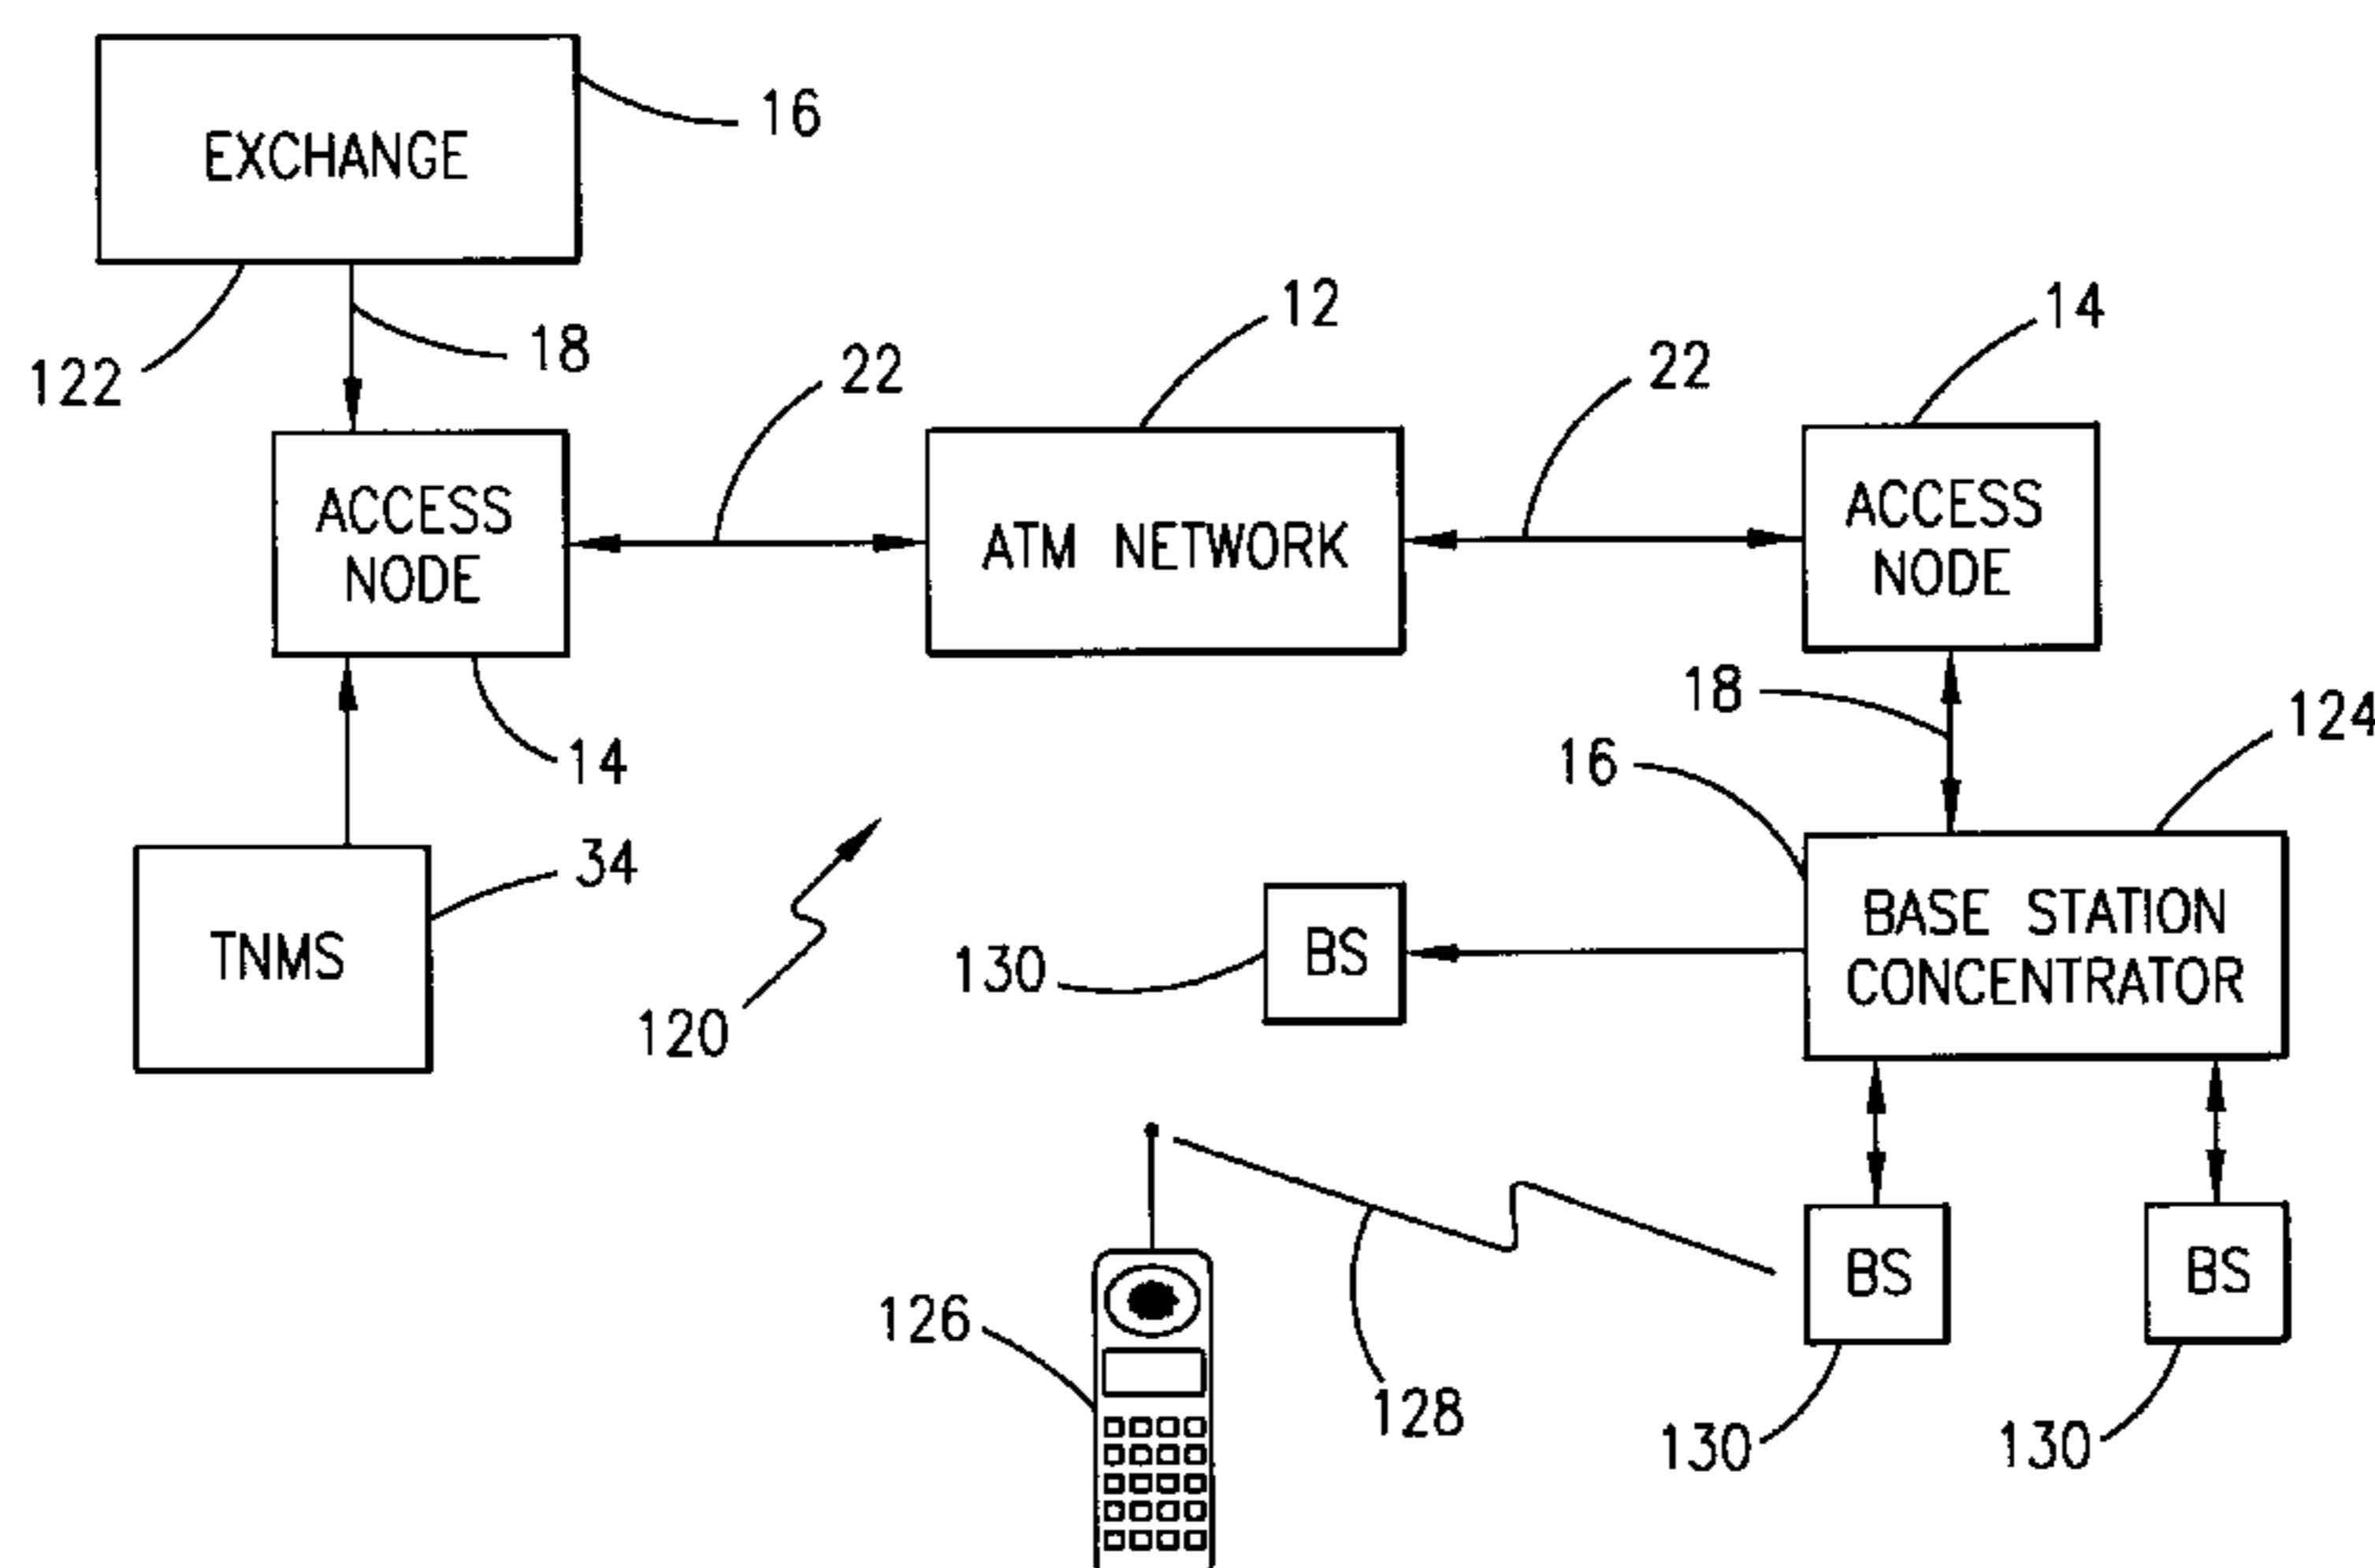 16
EXCHANGE
122
18
22
12
22
14
ACCESS
NODE
ATM NETWORK
ACCESS
NODE
14
18
124
16
34
TNMS
120
130
BS
BASE STATION
CONCENTRATOR
126
128
BS
BS
130
130